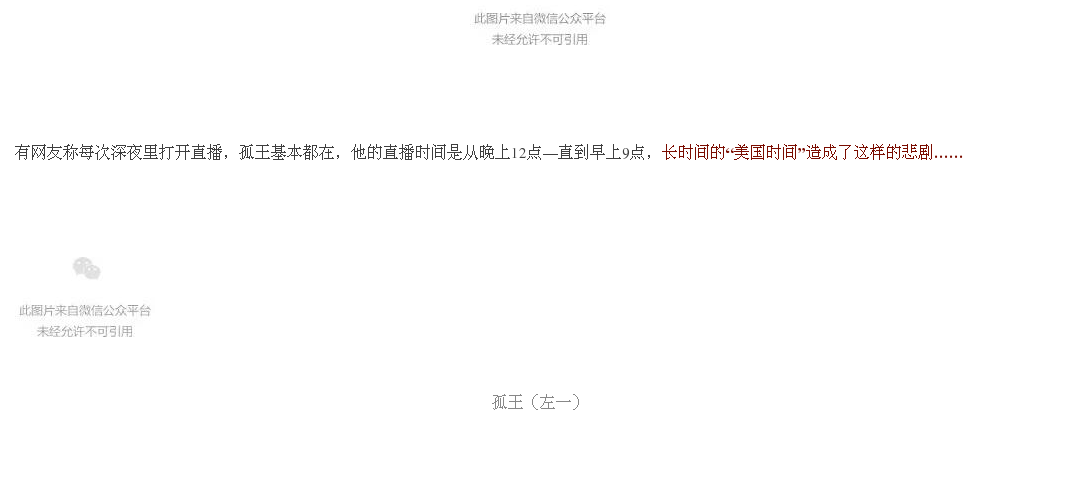 此图片来自微信公众平台
未经允许不可引用
有网友称每次深夜里打开直播，孤王基本都在，他的直播时间是从晚上12点—直到早上9点，长时间的“美国时间”造成了这样的悲剧……
此图片来自微信公众平台
未经允许不可引用
孤王（左一）